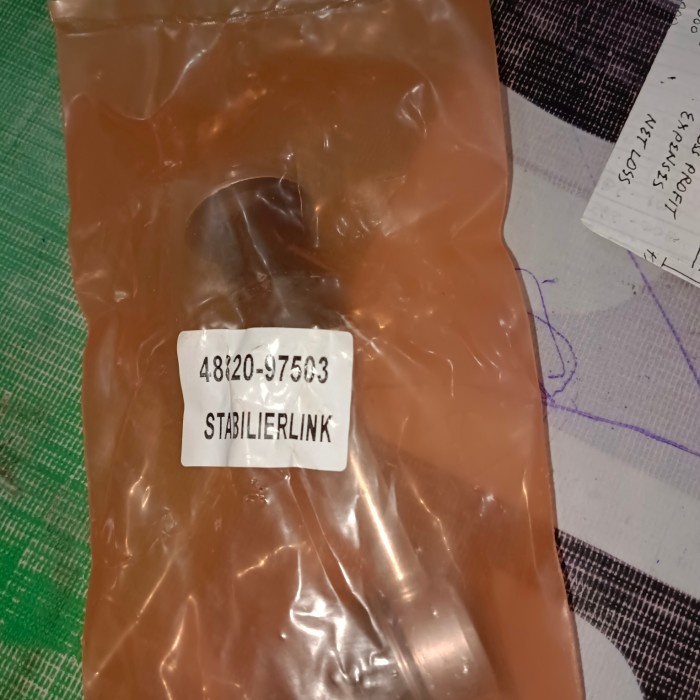 48820-97503
STABILIERLINK
PROFIT
EXPENSES
NET LOSS